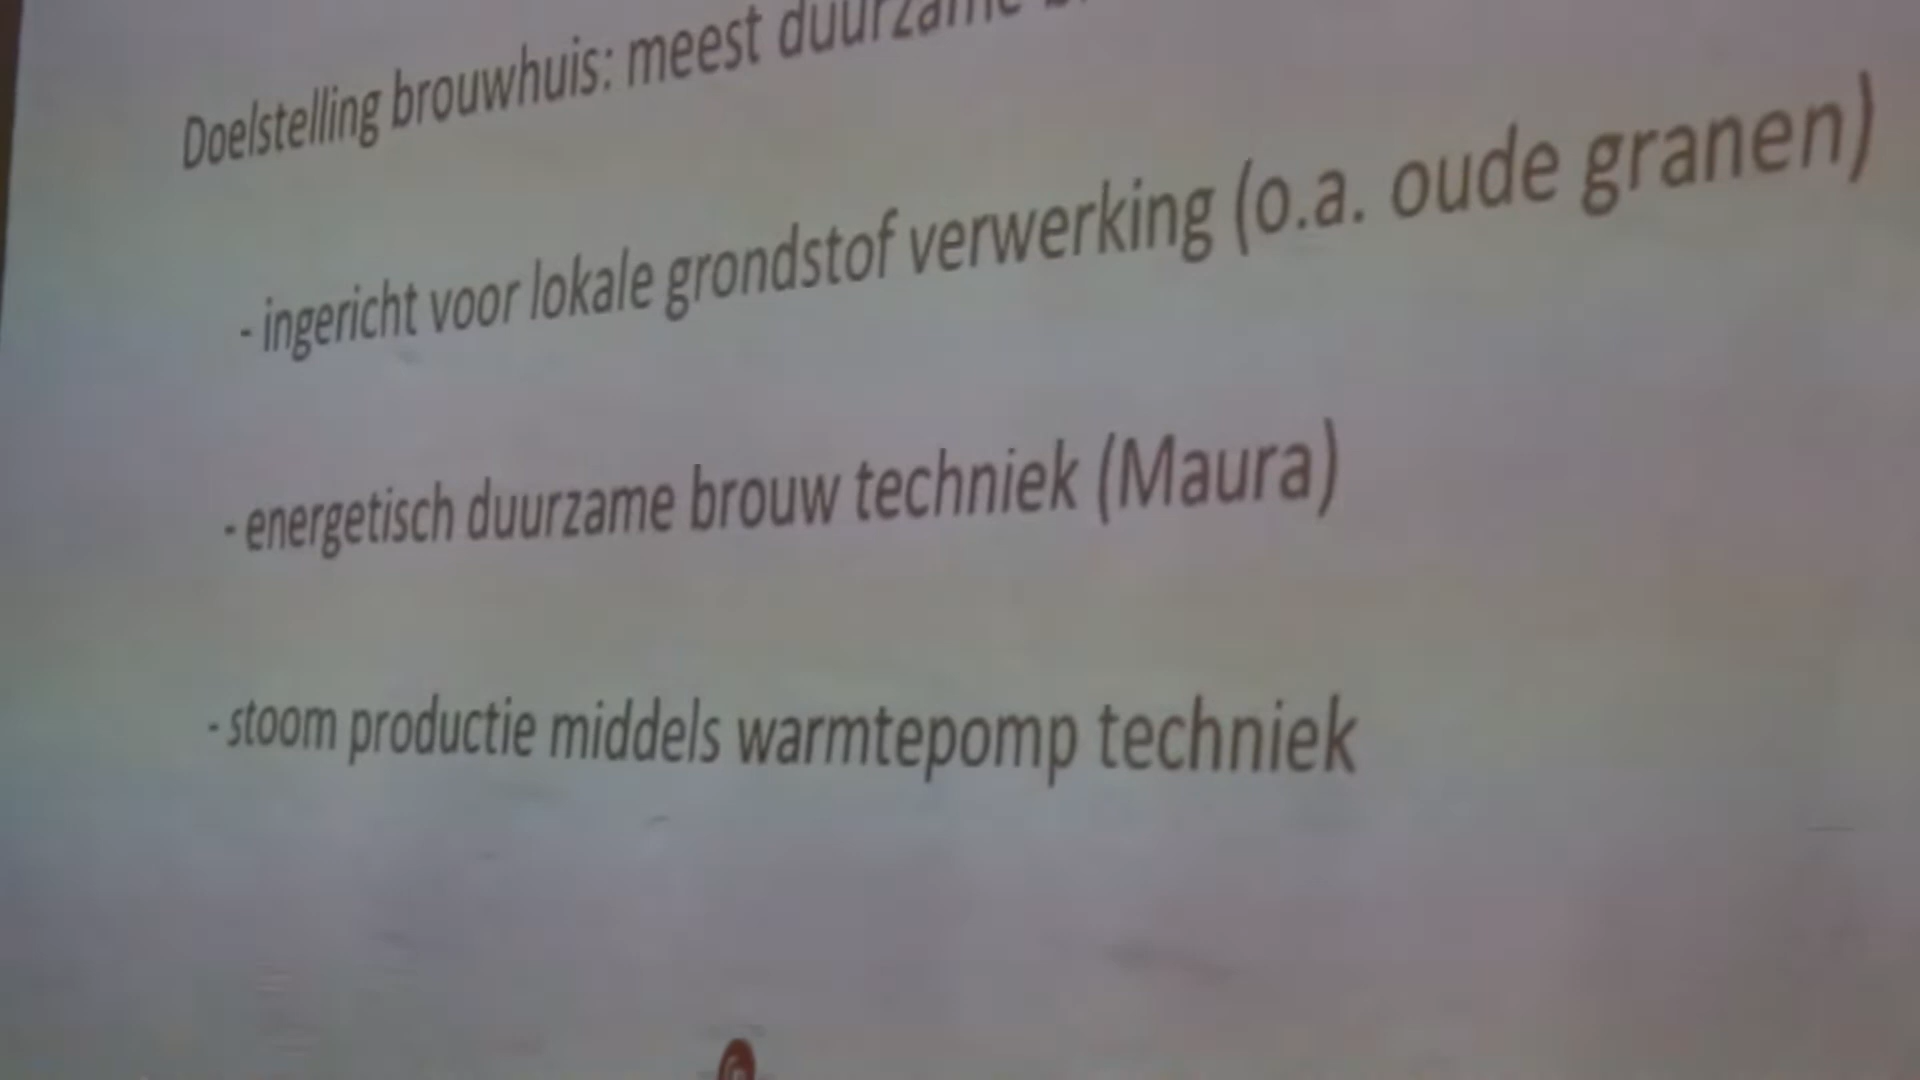 Doelstelling brouwhuis: meest duurzame
- ingericht voor lokale grondstof verwerking (o.a. oude granen)
- energetisch duurzame brouw techniek (Maura)
- stoom productie middels warmtepomp techniek